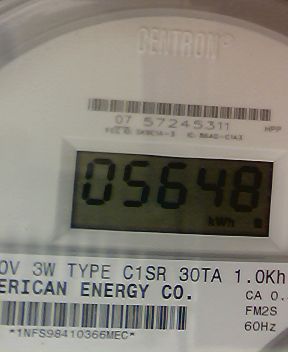 CENTRON®
07 57245311
HPP
05648
kWh
0V 3W TYPE C1SR 30TA 1.0Kh
ERICAN ENERGY CO.
CA 0.
FM2S
60Hz
*1NFS98410366MEC*